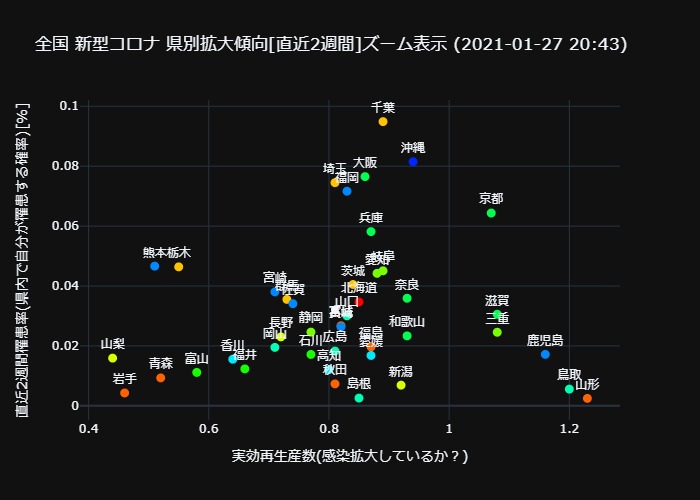 全国 新型コロナ 県別拡大傾向[直近2週間]ズーム表示 (2021-01-27 20:43)
直近2週間罹患率(県内で自分が罹患する確率)[%]
0.1
0.08
0.06
0.04
0.02
0
千葉
沖縄
大阪
埼玉
福岡
京都
兵庫
熊本
栃木
岐阜
愛知
茨城
宮崎
群馬
佐賀
北海道
奈良
山口
滋賀
静岡
三重
長野
岡山
和歌山
広島
石川
福島
愛媛
鹿児島
山梨
香川
福井
高知
青森
富山
秋田
岩手
新潟
島根
鳥取
山形
0.4
0.6
0.8
1
1.2
実効再生産数(感染拡大しているか？)